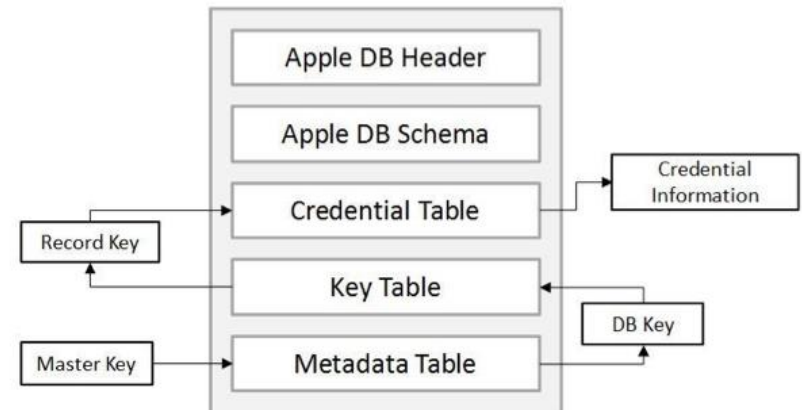 Apple DB Header
Apple DB Schema
Credential Table
Credential
Information
Record Key
Key Table
DB Key
Master Key
Metadata Table